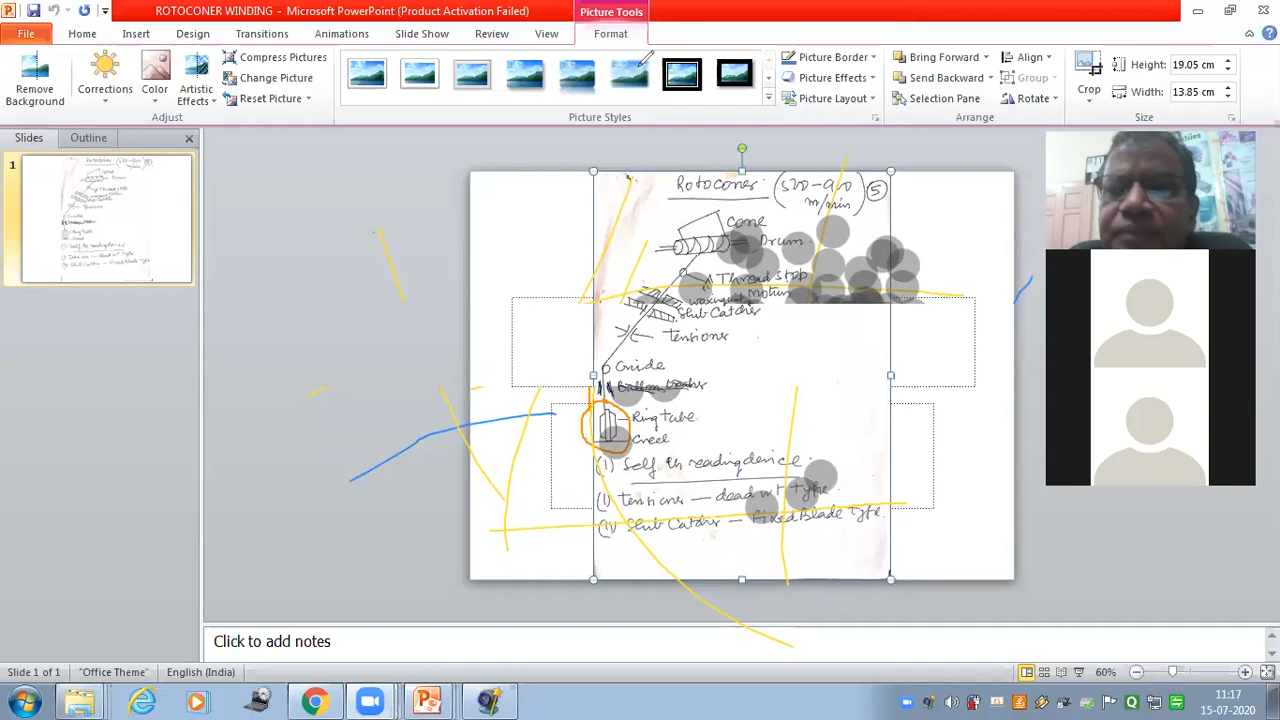 ROTOCONER WINDING - Microsoft PowerPoint (Product Activation Failed)
Picture Tools
File
Home
Insert
Design
Transitions
Animations
Slide Show
Review
View
Format
Remove Background
Corrections
Color
Artistic Effects
Compress Pictures
Change Picture
Reset Picture
Adjust
Picture Styles
Picture Border
Picture Effects
Picture Layout
Bring Forward
Send Backward
Selection Pane
Align
Group
Rotate
Arrange
Crop
Height: 19.05 cm
Width: 13.85 cm
Size
Slides
Outline
1
Rotoconer
m/min
5
Cone
Drum
Thread Stop
Motion
Slub Catcher
Tensioner
Guide
Ring tube
Creel
(1) Self threading device
(1) Tensioner — dead wt Type
(11) Slub Catcher — Fixed Blade Type.
Click to add notes
Slide 1 of 1
"Office Theme"
English (India)
60%
11:17
15-07-2020